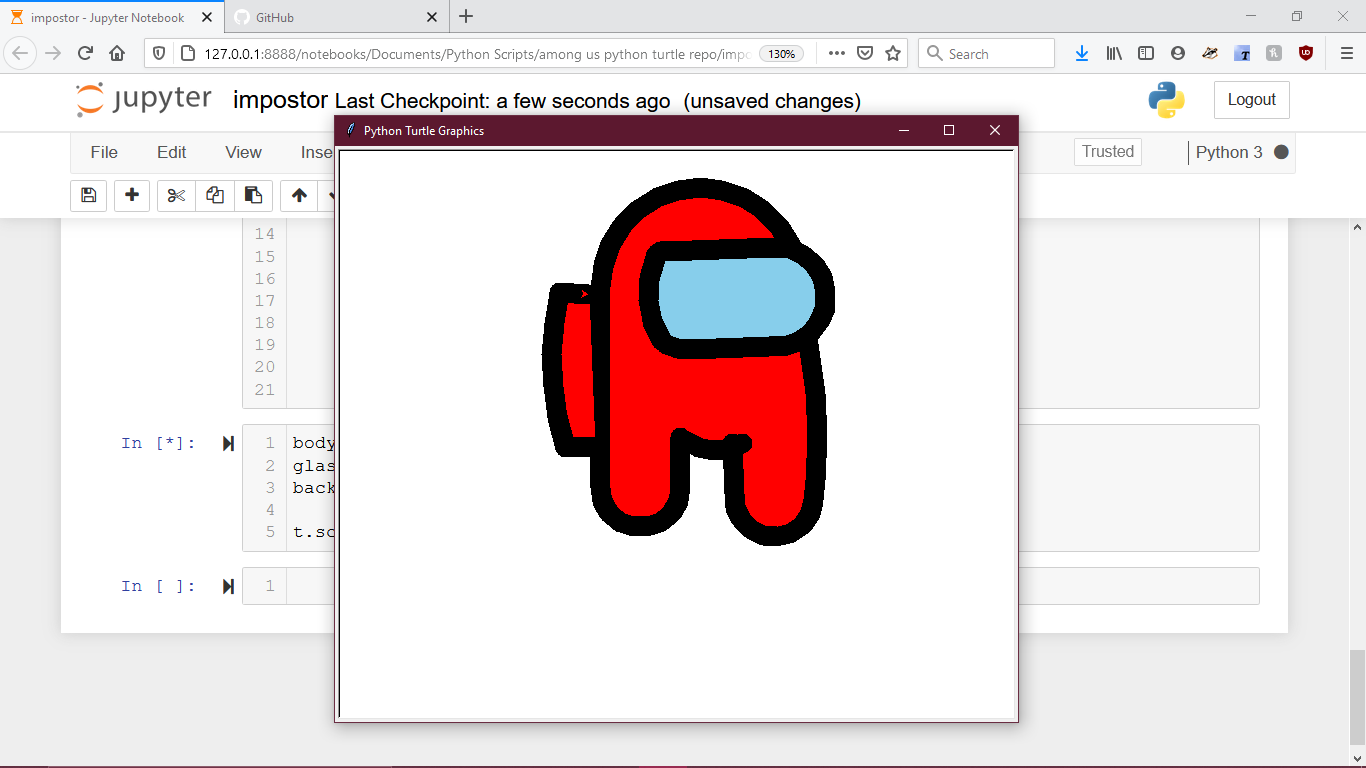 impostor - Jupyter Notebook
GitHub
127.0.0.1:8888/notebooks/Documents/Python Scripts/among us python turtle repo/impo
130%
Search
jupyter
impostor Last Checkpoint: a few seconds ago (unsaved changes)
Logout
Python Turtle Graphics
File
Edit
View
Inse
Trusted
Python 3
14
15
16
17
18
19
20
21
In [*]:
1 body
2 glas
3 back
4
5 t.sc
In [ ]:
1